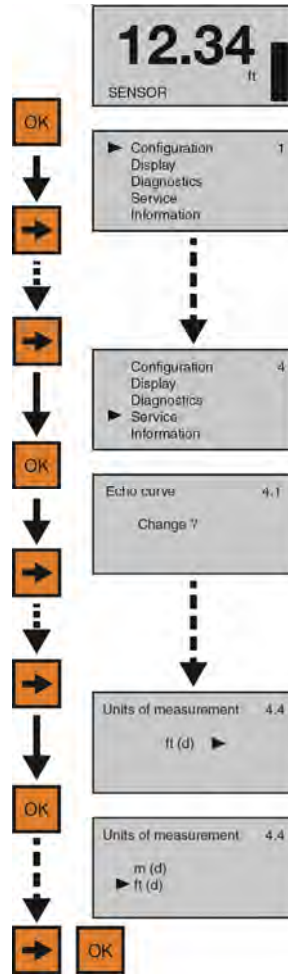 12.34
ft
SENSOR
OK
Configuration 1
Display
Diagnostics
Service
Information
Configuration 4
Display
Diagnostics
Service
Information
OK
Echo curve 4.1
Change ?
Units of measurement 4.4
ft (d)
OK
Units of measurement 4.4
m (d)
ft (d)
OK